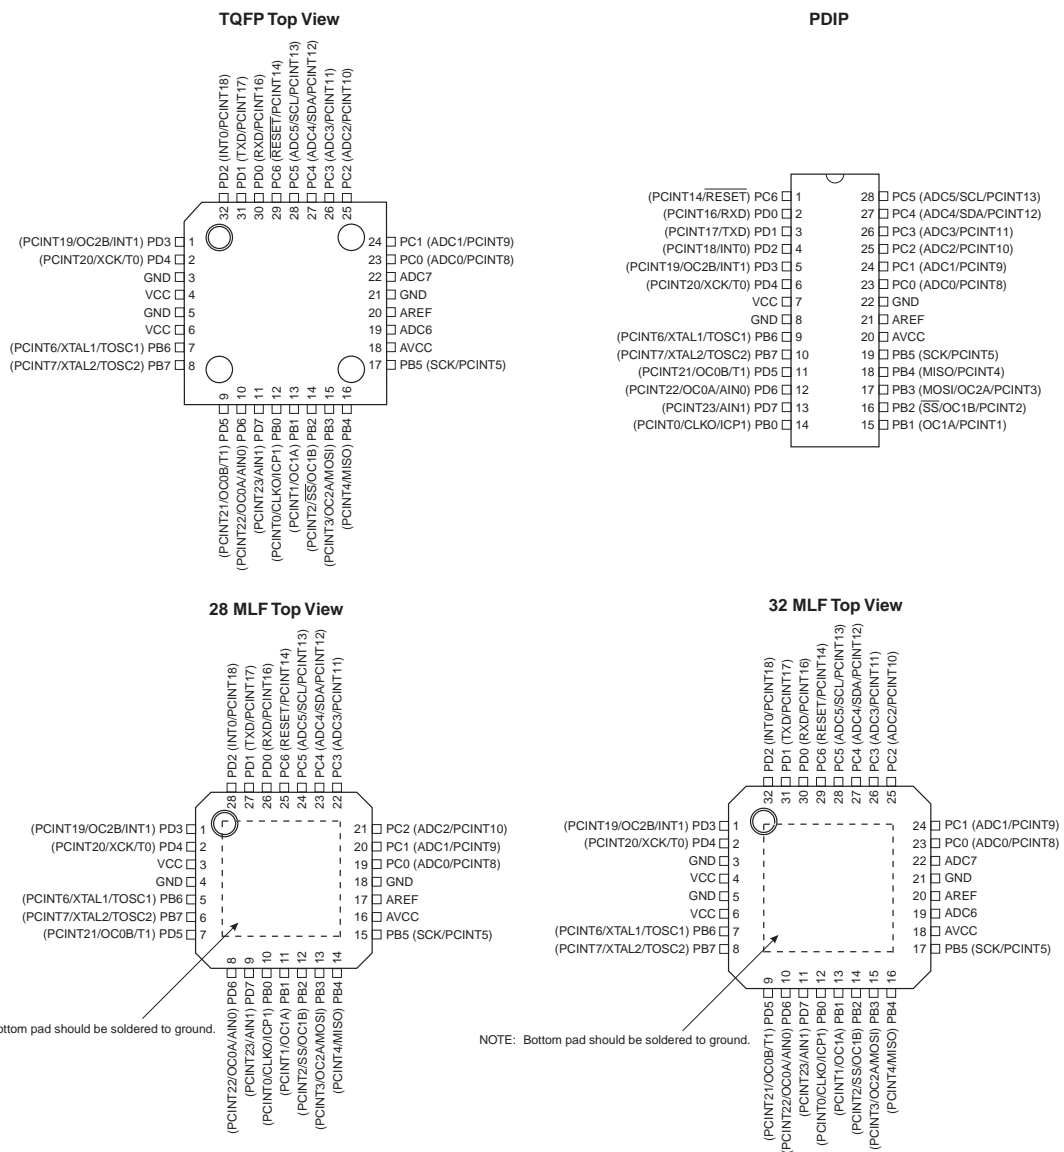 TQFP Top View
PD2 (INT0/PCINT18)
PD1 (TXD/PCINT17)
PD0 (RXD/PCINT16)
PC6 (RESET/PCINT14)
PC5 (ADC5/SCL/PCINT13)
PC4 (ADC4/SDA/PCINT12)
PC3 (ADC3/PCINT11)
PC2 (ADC2/PCINT10)
32 31 30 29 28 27 26 25
(PCINT19/OC2B/INT1) PD3 1
(PCINT20/XCK/T0) PD4 2
GND 3
VCC 4
GND 5
VCC 6
(PCINT6/XTAL1/TOSC1) PB6 7
(PCINT7/XTAL2/TOSC2) PB7 8
24 PC1 (ADC1/PCINT9)
23 PC0 (ADC0/PCINT8)
22 ADC7
21 GND
20 AREF
19 ADC6
18 AVCC
17 PB5 (SCK/PCINT5)
9 10 11 12 13 14 15 16
(PCINT21/OC0B/T1) PD5
(PCINT22/OC0A/AIN0) PD6
(PCINT23/AIN1) PD7
(PCINT0/CLKO/ICP1) PB0
(PCINT1/OC1A) PB1
(PCINT2/SS/OC1B) PB2
(PCINT3/OC2A/MOSI) PB3
(PCINT4/MISO) PB4
PDIP
(PCINT14/RESET) PC6 1
(PCINT16/RXD) PD0 2
(PCINT17/TXD) PD1 3
(PCINT18/INT0) PD2 4
(PCINT19/OC2B/INT1) PD3 5
(PCINT20/XCK/T0) PD4 6
VCC 7
GND 8
(PCINT6/XTAL1/TOSC1) PB6 9
(PCINT7/XTAL2/TOSC2) PB7 10
(PCINT21/OC0B/T1) PD5 11
(PCINT22/OC0A/AIN0) PD6 12
(PCINT23/AIN1) PD7 13
(PCINT0/CLKO/ICP1) PB0 14
28 PC5 (ADC5/SCL/PCINT13)
27 PC4 (ADC4/SDA/PCINT12)
26 PC3 (ADC3/PCINT11)
25 PC2 (ADC2/PCINT10)
24 PC1 (ADC1/PCINT9)
23 PC0 (ADC0/PCINT8)
22 GND
21 AREF
20 AVCC
19 PB5 (SCK/PCINT5)
18 PB4 (MISO/PCINT4)
17 PB3 (MOSI/OC2A/PCINT3)
16 PB2 (SS/OC1B/PCINT2)
15 PB1 (OC1A/PCINT1)
28 MLF Top View
PD2 (INT0/PCINT18)
PD1 (TXD/PCINT17)
PD0 (RXD/PCINT16)
PC6 (RESET/PCINT14)
PC5 (ADC5/SCL/PCINT13)
PC4 (ADC4/SDA/PCINT12)
PC3 (ADC3/PCINT11)
28 27 26 25 24 23 22
(PCINT19/OC2B/INT1) PD3 1
(PCINT20/XCK/T0) PD4 2
VCC 3
GND 4
(PCINT6/XTAL1/TOSC1) PB6 5
(PCINT7/XTAL2/TOSC2) PB7 6
(PCINT21/OC0B/T1) PD5 7
21 PC2 (ADC2/PCINT10)
20 PC1 (ADC1/PCINT9)
19 PC0 (ADC0/PCINT8)
18 GND
17 AREF
16 AVCC
15 PB5 (SCK/PCINT5)
8 9 10 11 12 13 14
(PCINT22/OC0A/AIN0) PD6
(PCINT23/AIN1) PD7
(PCINT0/CLKO/ICP1) PB0
(PCINT1/OC1A) PB1
(PCINT2/SS/OC1B) PB2
(PCINT3/OC2A/MOSI) PB3
(PCINT4/MISO) PB4
ottom pad should be soldered to ground.
32 MLF Top View
PD2 (INT0/PCINT18)
PD1 (TXD/PCINT17)
PD0 (RXD/PCINT16)
PC6 (RESET/PCINT14)
PC5 (ADC5/SCL/PCINT13)
PC4 (ADC4/SDA/PCINT12)
PC3 (ADC3/PCINT11)
PC2 (ADC2/PCINT10)
32 31 30 29 28 27 26 25
(PCINT19/OC2B/INT1) PD3 1
(PCINT20/XCK/T0) PD4 2
GND 3
VCC 4
GND 5
VCC 6
(PCINT6/XTAL1/TOSC1) PB6 7
(PCINT7/XTAL2/TOSC2) PB7 8
24 PC1 (ADC1/PCINT9)
23 PC0 (ADC0/PCINT8)
22 ADC7
21 GND
20 AREF
19 ADC6
18 AVCC
17 PB5 (SCK/PCINT5)
9 10 11 12 13 14 15 16
(PCINT21/OC0B/T1) PD5
(PCINT22/OC0A/AIN0) PD6
(PCINT23/AIN1) PD7
(PCINT0/CLKO/ICP1) PB0
(PCINT1/OC1A) PB1
(PCINT2/SS/OC1B) PB2
(PCINT3/OC2A/MOSI) PB3
(PCINT4/MISO) PB4
NOTE: Bottom pad should be soldered to ground.